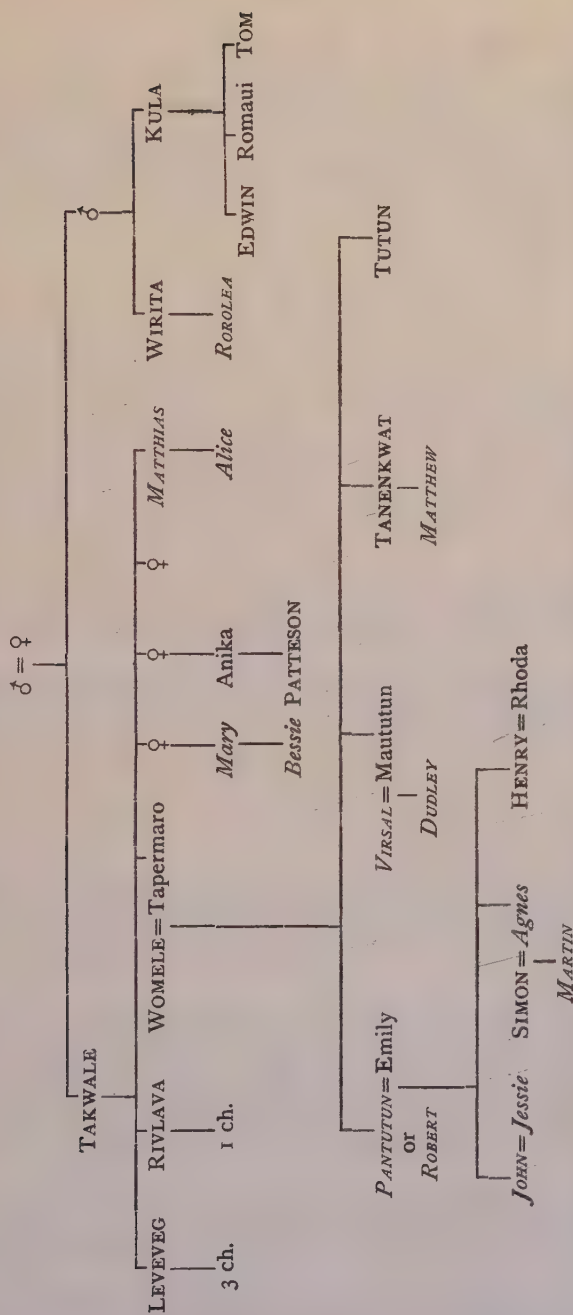 ♂ = ♀
TAKWALE ♂
LEVEVEG RIVLAVA WOMELE = Tapermaro ♀ ♀ ♀ MATTHIAS WIRITA KULA
3 ch. 1 ch. Mary Anika Alice ROROLEA EDWIN Romaui TOM
Bessie PATTESON
PANTUTUN = Emily VIRSAL = Maututun TANENKWAT TUTUN
or
ROBERT DUDLEY MATTHEW
JOHN = Jessie SIMON = Agnes HENRY = Rhoda
MARTIN